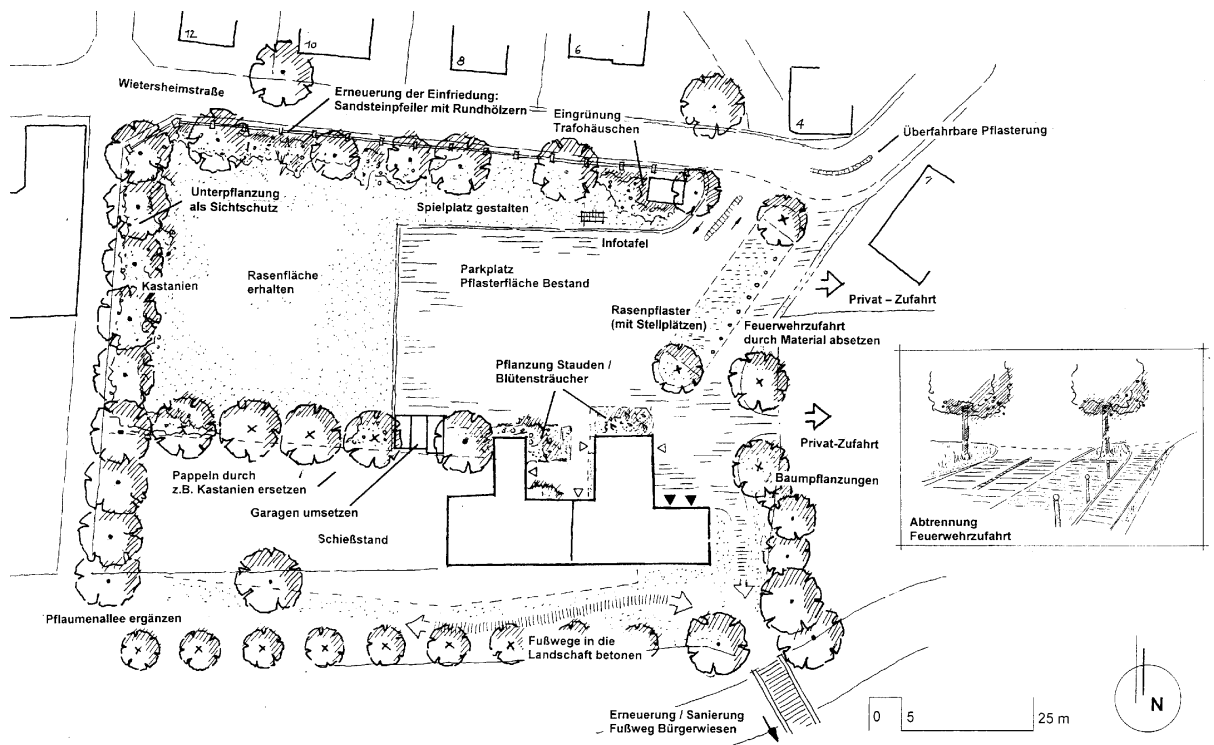 12
10
8
6
4
Wietersheimstraße
Erneuerung der Einfriedung:
Sandsteinpfeiler mit Rundhölzern
Eingrünung
Trafohäuschen
Überfahrbare Pflasterung
Unterpflanzung
als Sichtschutz
Spielplatz gestalten
Infotafel
Kastanien
Rasenfläche
erhalten
Parkplatz
Pflasterfläche Bestand
Privat – Zufahrt
Rasenpflaster
(mit Stellplätzen)
Feuerwehrzufahrt
durch Material absetzen
Pflanzung Stauden /
Blütensträucher
Privat-Zufahrt
Pappeln durch
z.B. Kastanien ersetzen
Baumpflanzungen
Garagen umsetzen
Schießstand
Abtrennung
Feuerwehrzufahrt
Pflaumenallee ergänzen
Fußwege in die
Landschaft betonen
Erneuerung / Sanierung
Fußweg Bürgerwiesen
0 5 25 m
N